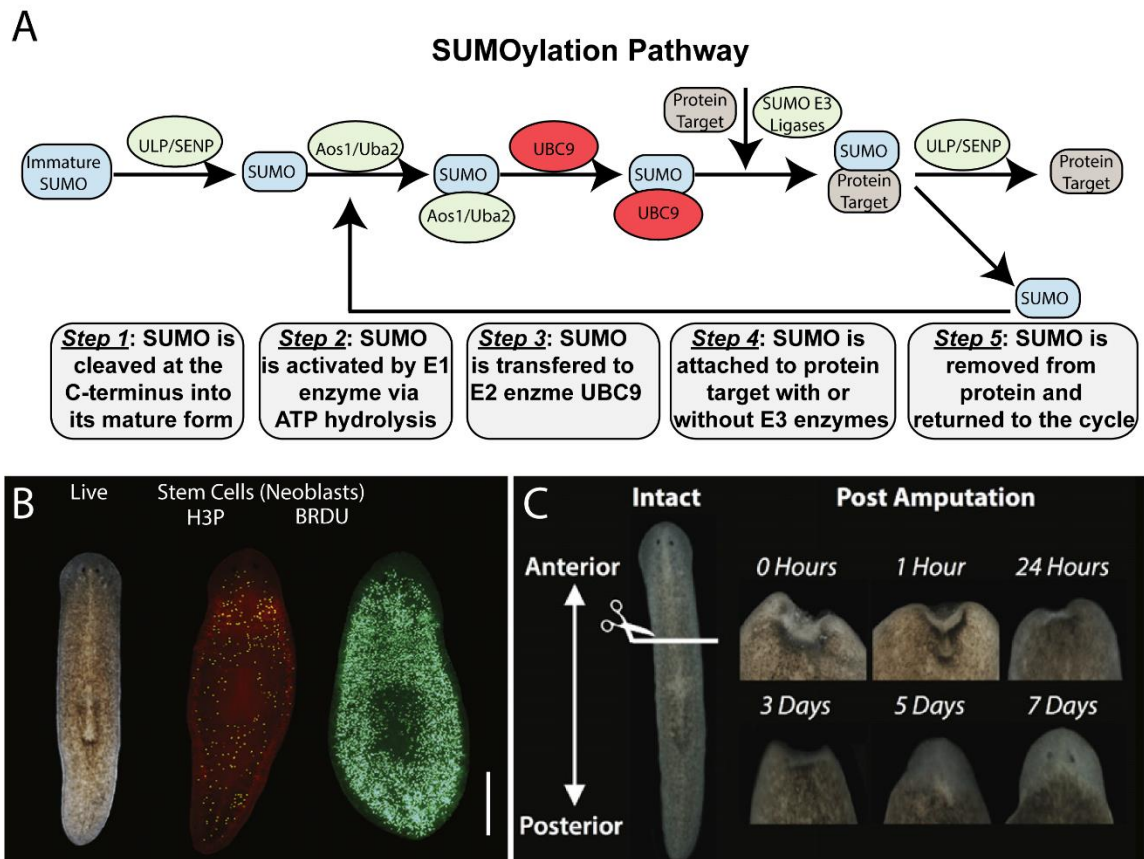 A
SUMOylation Pathway
Immature
SUMO
ULP/SENP
SUMO
Aos1/Uba2
SUMO
Aos1/Uba2
UBC9
SUMO
UBC9
Protein
Target
SUMO E3
Ligases
SUMO
Protein
Target
ULP/SENP
Protein
Target
SUMO
Step 1: SUMO is
cleaved at the
C-terminus into
its mature form
Step 2: SUMO
is activated by E1
enzyme via
ATP hydrolysis
Step 3: SUMO
is transfered to
E2 enzme UBC9
Step 4: SUMO is
attached to protein
target with or
without E3 enzymes
Step 5: SUMO is
removed from
protein and
returned to the cycle
B
Live
Stem Cells (Neoblasts)
H3P
BRDU
C
Intact
Post Amputation
Anterior
Posterior
0 Hours
1 Hour
24 Hours
3 Days
5 Days
7 Days